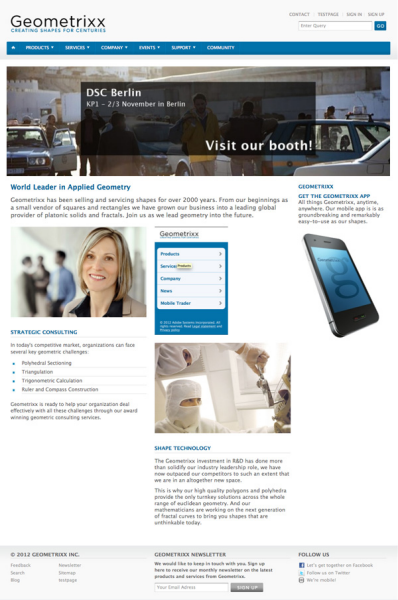 CONTACT | TESTPAGE | SIGN IN | SIGN UP
Geometrixx
CREATING SHAPES FOR CENTURIES
Enter Query GO
PRODUCTS SERVICES COMPANY EVENTS SUPPORT COMMUNITY
DSC Berlin
KP1 – 2/3 November in Berlin
Visit our booth!
World Leader in Applied Geometry
Geometrixx has been selling and servicing shapes for over 2000 years. From our beginnings as
a small vendor of squares and rectangles we have grown our business into a leading global
provider of platonic solids and fractals. Join us as we lead geometry into the future.
GEOMETRIXX
GET THE GEOMETRIXX APP
All things Geometrixx, anytime,
anywhere. Our mobile app is is as
groundbreaking and remarkably
easy-to-use as our shapes.
Geometrixx
Products
Services Products
Company
News
Mobile Trader
© 2012 Adobe Systems Incorporated. All
rights reserved. Read Legal Statement and
Privacy policy
STRATEGIC CONSULTING
In today's competitive market, organizations can face
several key geometric challenges:
Polyhedral Sectioning
Triangulation
Trigonometric Calculation
Ruler and Compass Construction
Geometrixx is ready to help your organization deal
effectively with all these challenges through our award
winning geometric consulting services.
SHAPE TECHNOLOGY
The Geometrixx investment in R&D has done more
than solidify our industry leadership role, we have
now outpaced our competitors to such an extent that
we are in an altogether new space.
This is why our high quality polygons and polyhedra
provide the only turnkey solutions across the whole
range of euclidean geometry. And our
mathematicians are working on the next generation
of fractal curves to bring you shapes that are
unthinkable today.
© 2012 GEOMETRIXX INC.
Feedback Newsletter
Search Sitemap
Blog testpage
GEOMETRIXX NEWSLETTER
We would like to keep in touch with you. Sign up
here to receive our monthly newsletter on the latest
products and services from Geometrixx.
Your Email Adress SIGN UP
FOLLOW US
Let's get together on Facebook
Follow us on Twitter
We're mobile!